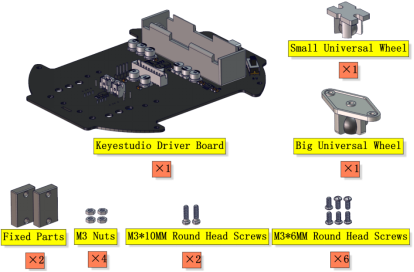 Small Universal Wheel
×1
Keyestudio Driver Board
×1
Big Universal Wheel
×1
Fixed Parts
×2
M3 Nuts
×4
M3*10MM Round Head Screws
×2
M3*6MM Round Head Screws
×6